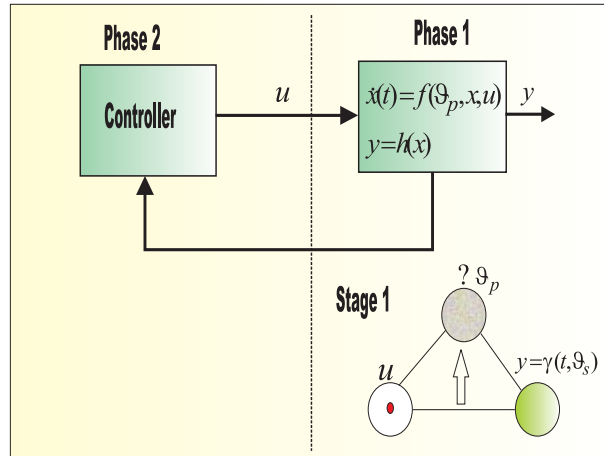 Phase 2
Phase 1
Controller
u
ẋ(t)=f(ϑp,x,u)
y=h(x)
y
Stage 1
? ϑp
u
y=γ(t,ϑs)